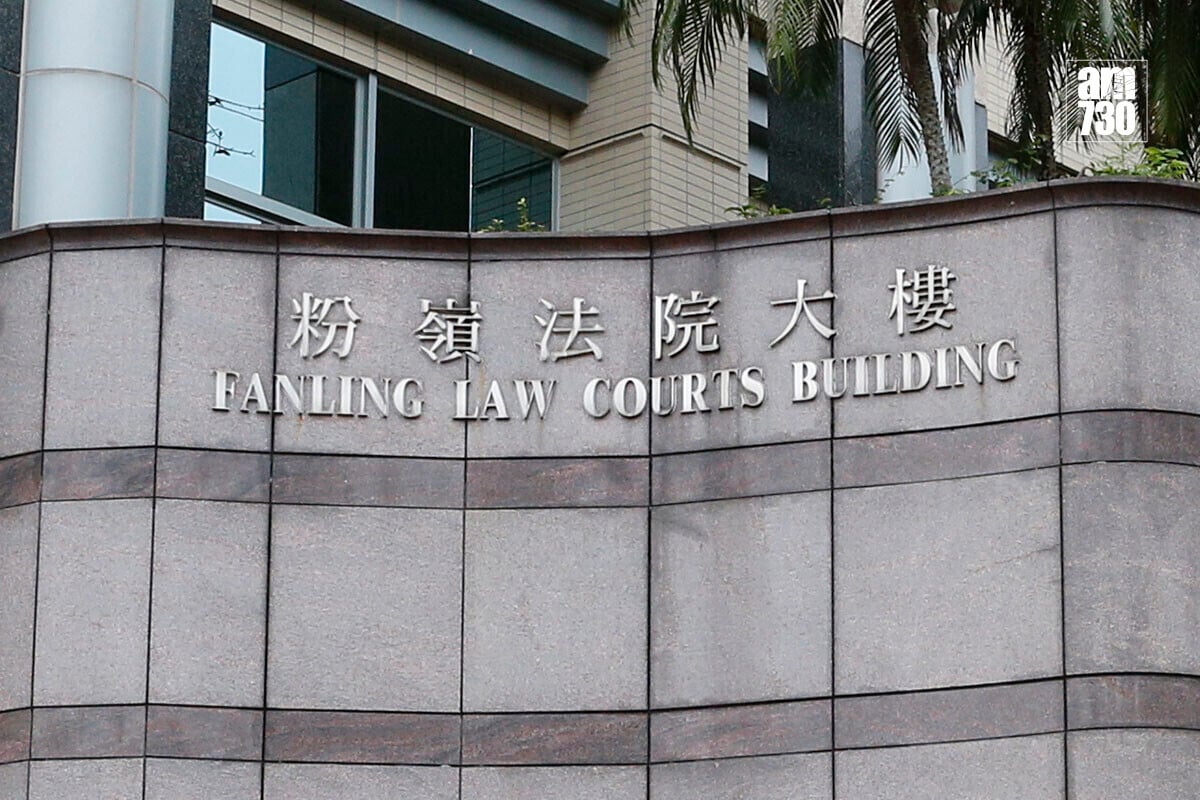 am
730
粉嶺法院大樓
FANLING LAW COURTS BUILDING